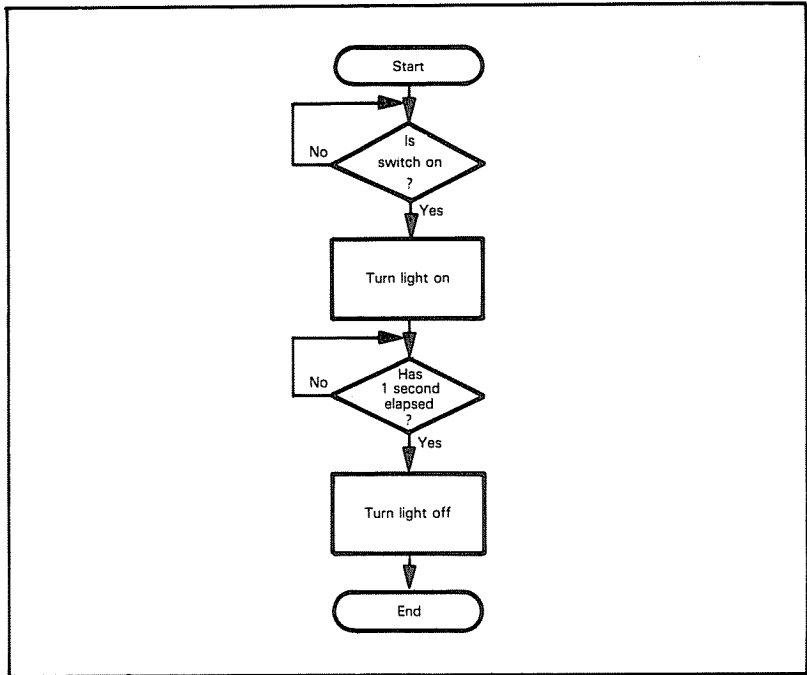 Start
Is
switch on
?
No
Yes
Turn light on
Has
1 second
elapsed
?
No
Yes
Turn light off
End